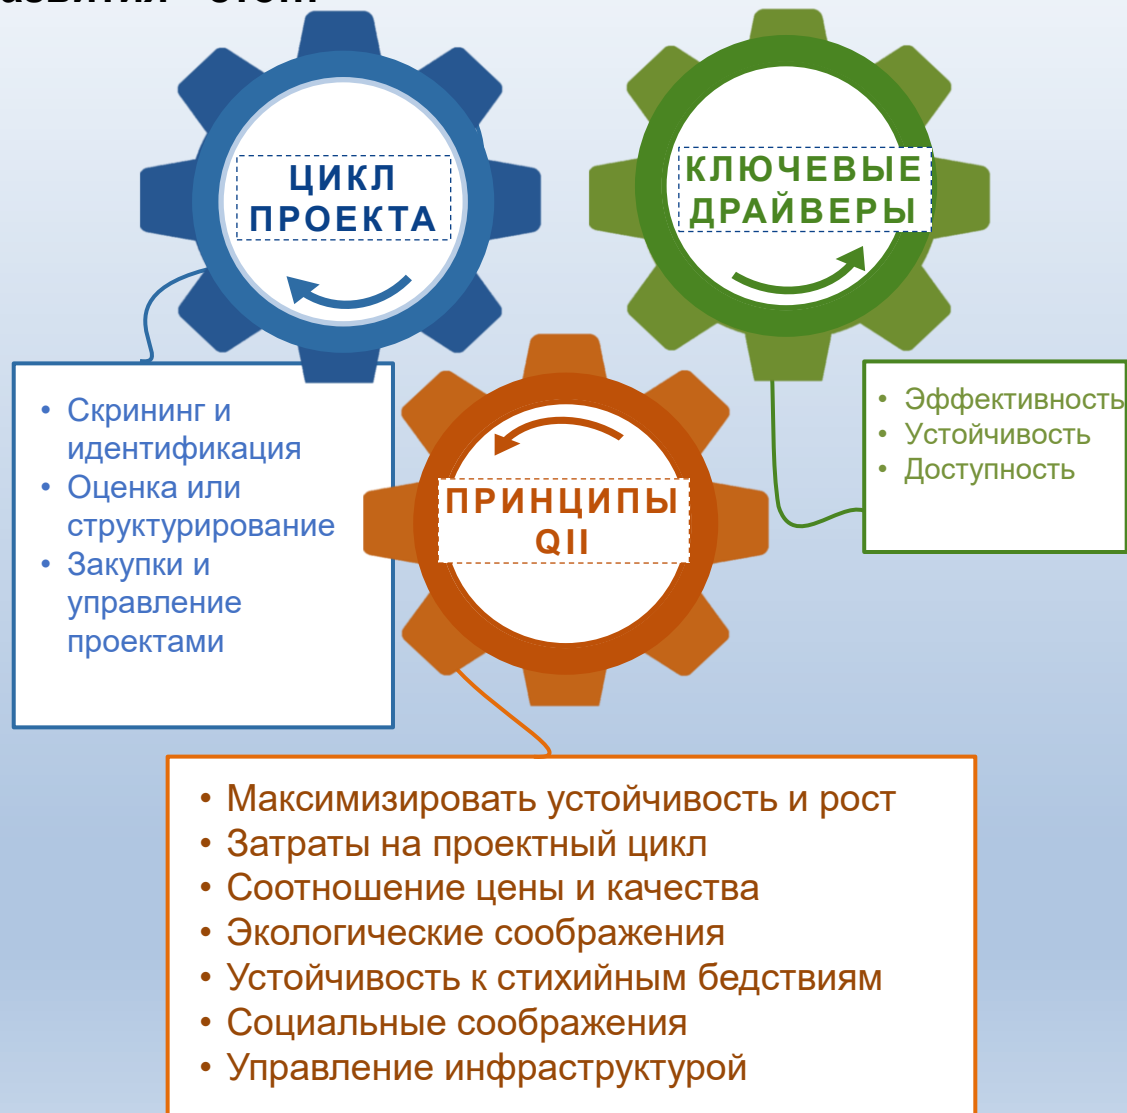 ЦИКЛ
ПРОЕКТА
КЛЮЧЕВЫЕ
ДРАЙВЕРЫ
• Скрининг и
идентификация
• Оценка или
структурирование
• Закупки и
управление
проектами
ПРИНЦИПЫ
QII
• Эффективность
• Устойчивость
• Доступность
• Максимизировать устойчивость и рост
• Затраты на проектный цикл
• Соотношение цены и качества
• Экологические соображения
• Устойчивость к стихийным бедствиям
• Социальные соображения
• Управление инфраструктурой